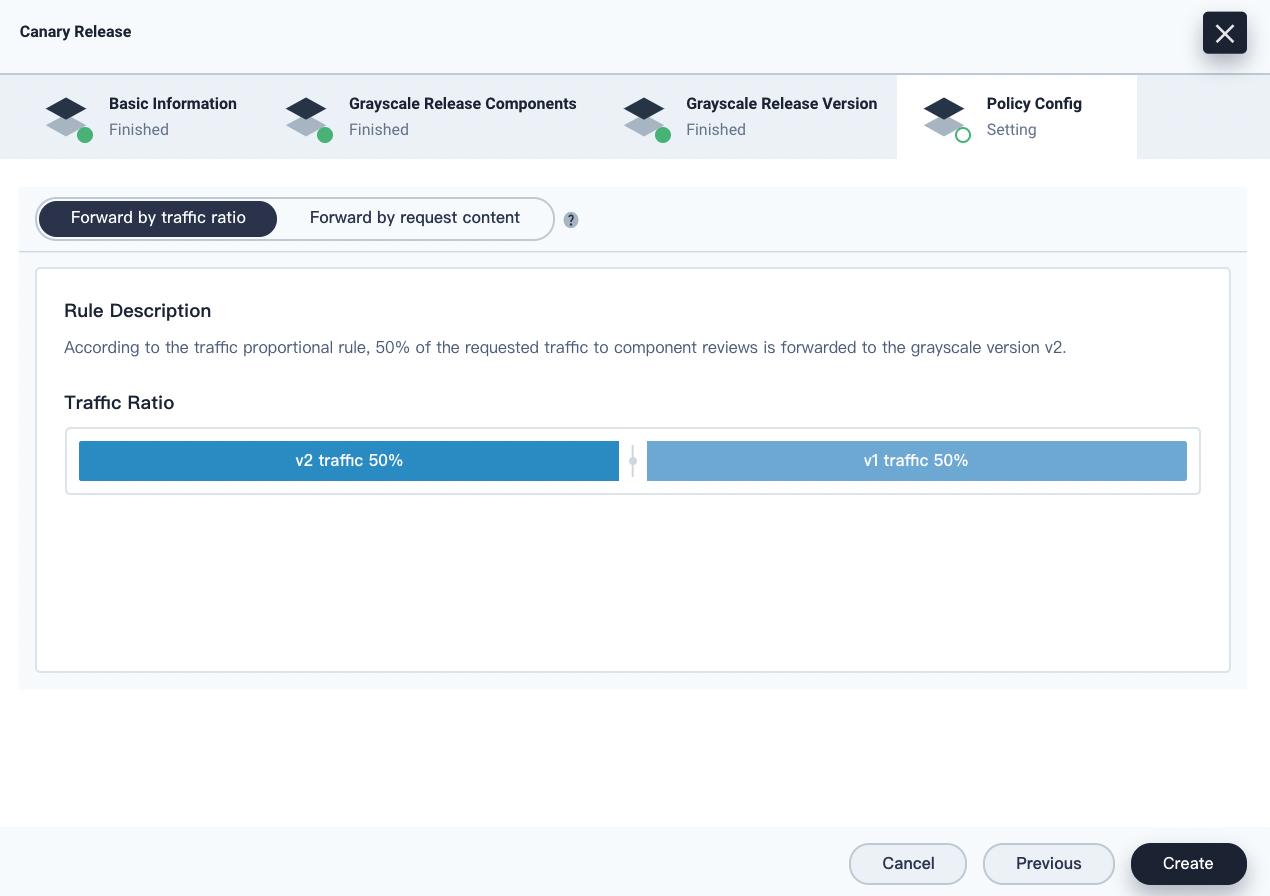 Canary Release
Basic Information
Finished
Grayscale Release Components
Finished
Grayscale Release Version
Finished
Policy Config
Setting
Forward by traffic ratio
Forward by request content
?
Rule Description
According to the traffic proportional rule, 50% of the requested traffic to component reviews is forwarded to the grayscale version v2.
Traffic Ratio
v2 traffic 50%
v1 traffic 50%
Cancel
Previous
Create